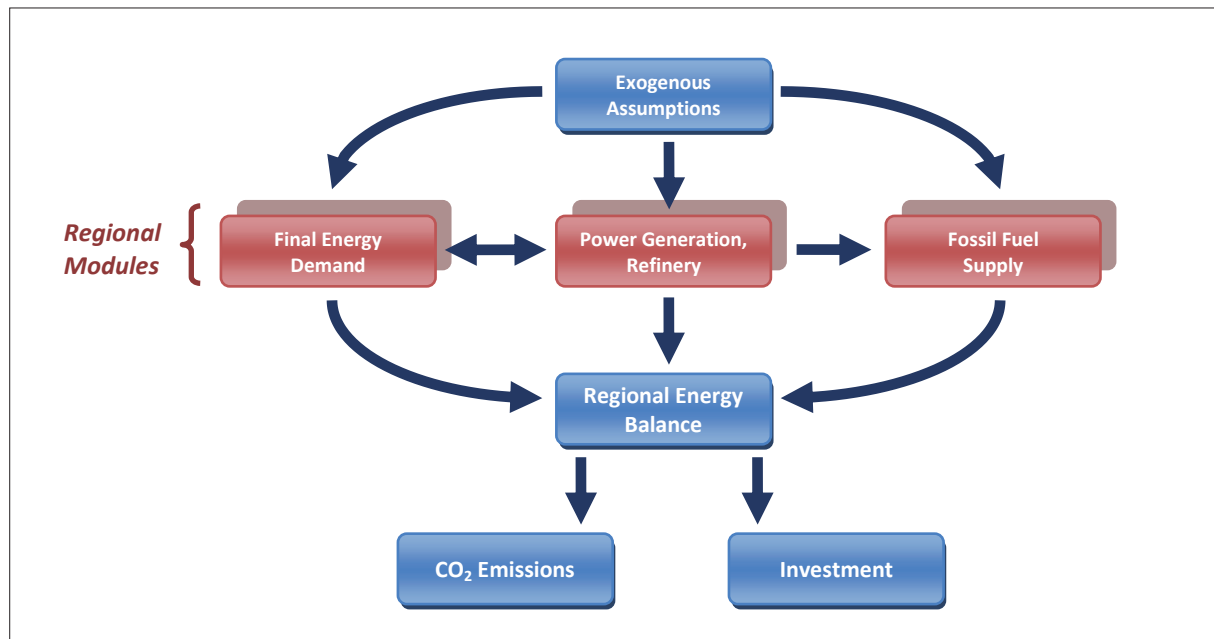 Exogenous
Assumptions
Regional
Modules
Final Energy
Demand
Power Generation,
Refinery
Fossil Fuel
Supply
Regional Energy
Balance
CO₂ Emissions
Investment